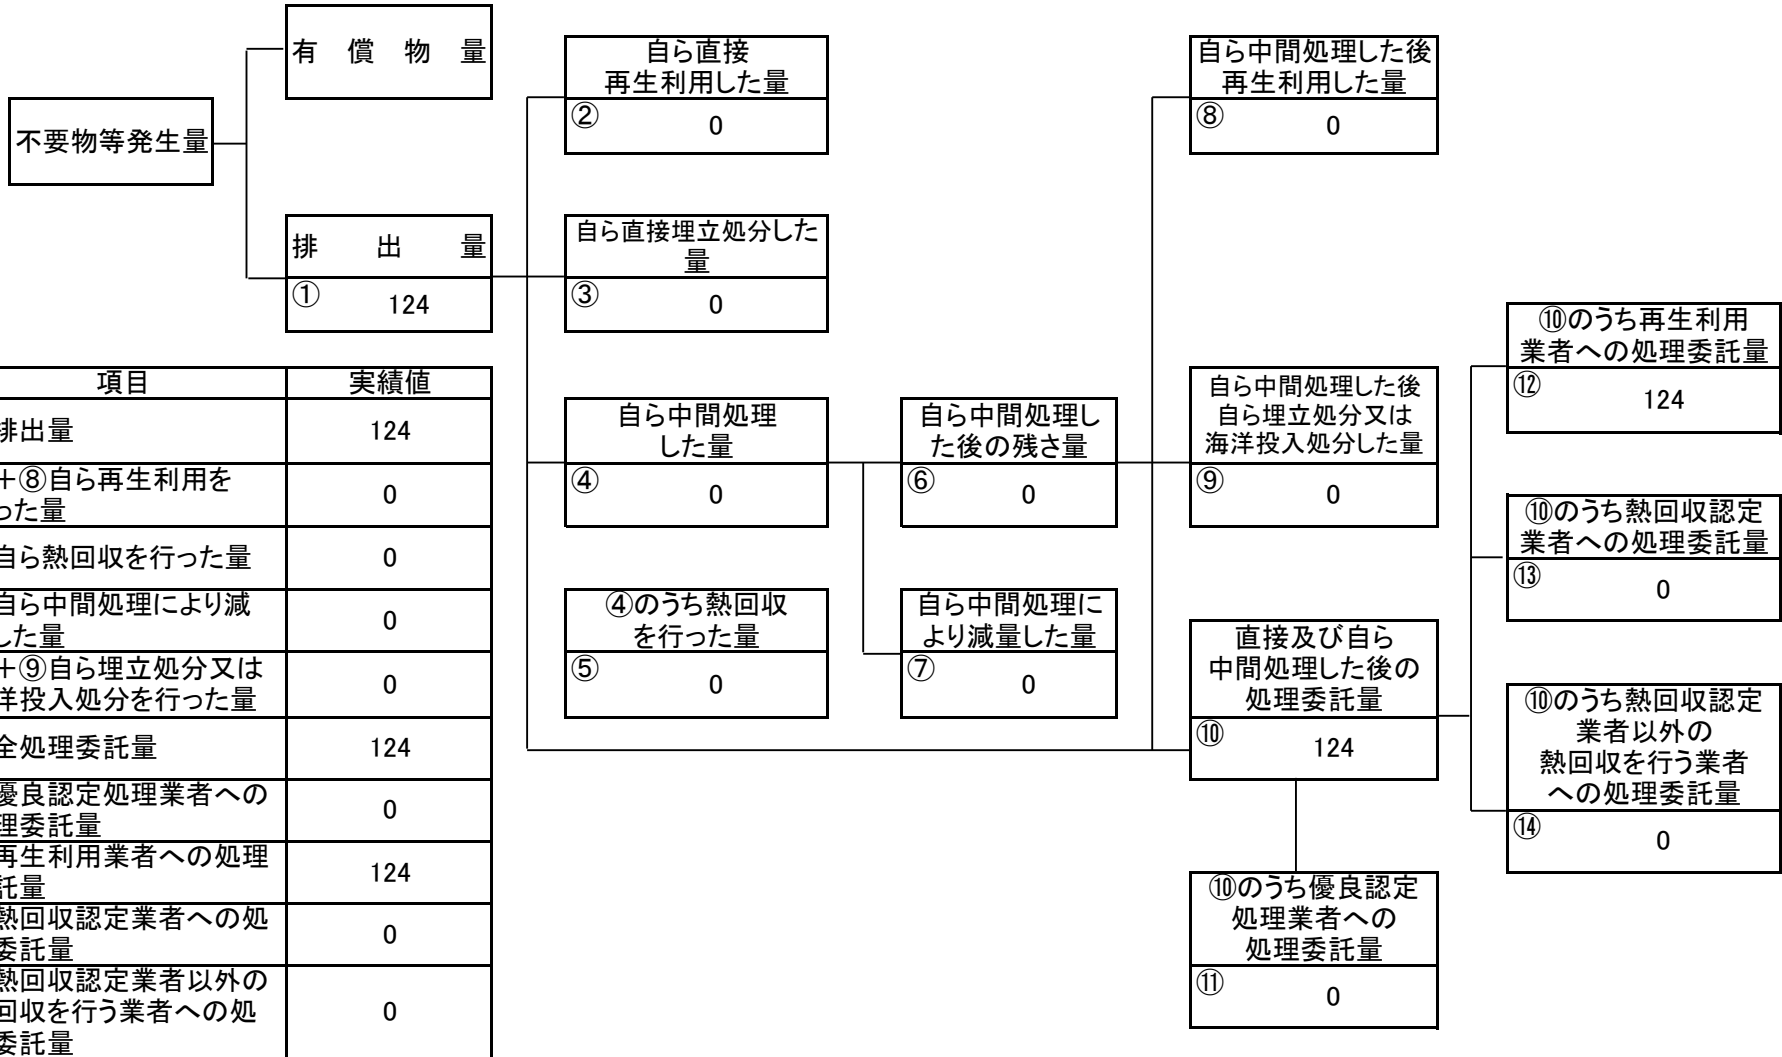 不要物等発生量
有償物量
排出量
①
124
自ら直接
再生利用した量
②
0
自ら直接埋立処分した
量
③
0
自ら中間処理
した量
④
0
④のうち熱回収
を行った量
⑤
0
自ら中間処理し
た後の残さ量
⑥
0
自ら中間処理に
より減量した量
⑦
0
自ら中間処理した後
再生利用した量
⑧
0
自ら中間処理した後
自ら埋立処分又は
海洋投入処分した量
⑨
0
直接及び自ら
中間処理した後の
処理委託量
⑩
124
⑩のうち優良認定
処理業者への
処理委託量
⑪
0
⑩のうち再生利用
業者への処理委託量
⑫
124
⑩のうち熱回収認定
業者への処理委託量
⑬
0
⑩のうち熱回収認定
業者以外の
熱回収を行う業者
への処理委託量
⑭
0
項目
実績値
排出量
124
+⑧自ら再生利用を
った量
0
自ら熱回収を行った量
0
自ら中間処理により減
した量
0
+⑨自ら埋立処分又は
洋投入処分を行った量
0
全処理委託量
124
優良認定処理業者への
理委託量
0
再生利用業者への処理
託量
124
熱回収認定業者への処
委託量
0
熱回収認定業者以外の
回収を行う業者への処
委託量
0